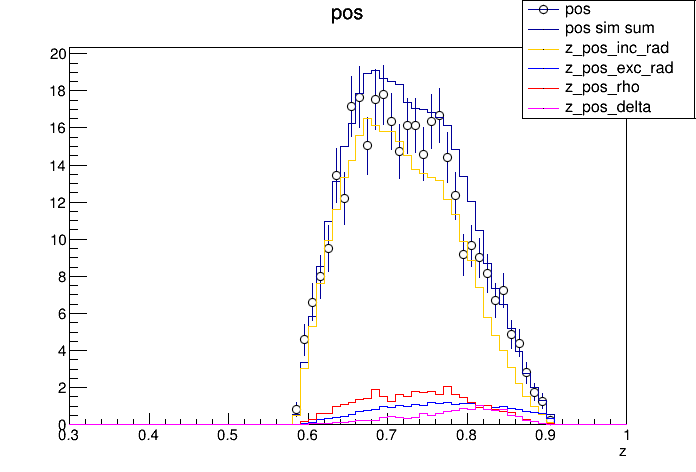 pos
pos
pos sim sum
z_pos_inc_rad
z_pos_exc_rad
z_pos_rho
z_pos_delta
20
18
16
14
12
10
8
6
4
2
0
0.3 0.4 0.5 0.6 0.7 0.8 0.9 1
z